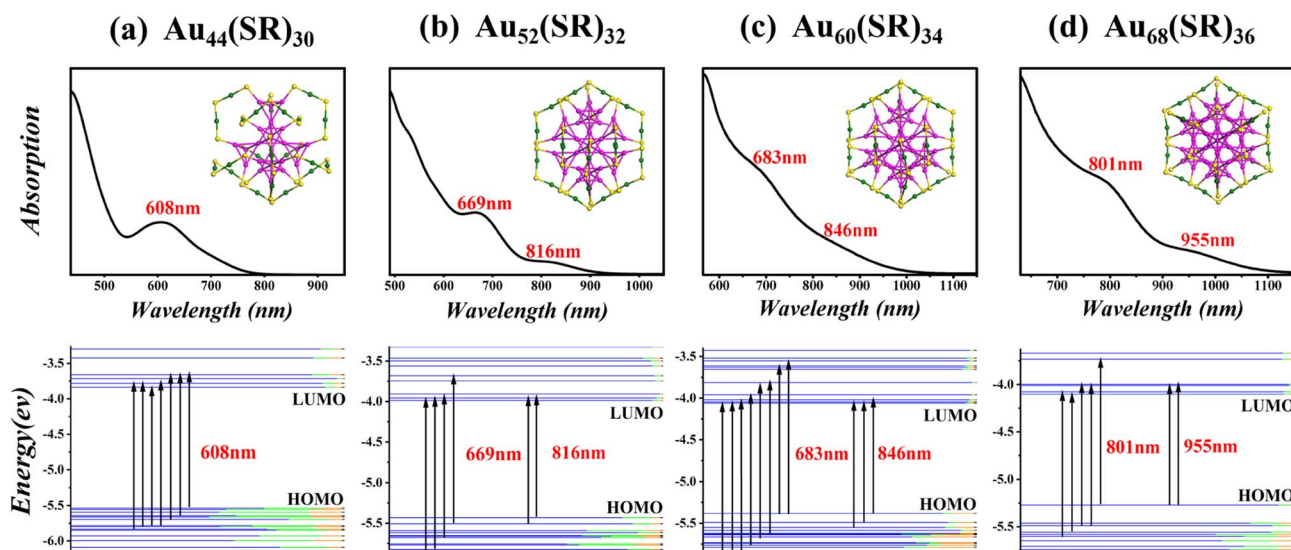 (a) Au44(SR)30
(b) Au52(SR)32
(c) Au60(SR)34
(d) Au68(SR)36
Absorption
608nm
669nm
816nm
683nm
846nm
801nm
955nm
500 600 700 800 900
500 600 700 800 900 1000
600 700 800 900 1000 1100
700 800 900 1000 1100
Wavelength (nm)
Wavelength (nm)
Wavelength (nm)
Wavelength (nm)
Energy(ev)
-3.5
-4.0
-4.5
-5.0
-5.5
-6.0
LUMO
608nm
HOMO
-3.5
-4.0
-4.5
-5.0
-5.5
LUMO
669nm 816nm
HOMO
-3.5
-4.0
-4.5
-5.0
-5.5
LUMO
683nm 846nm
HOMO
-4.0
-4.5
-5.0
-5.5
LUMO
801nm 955nm
HOMO